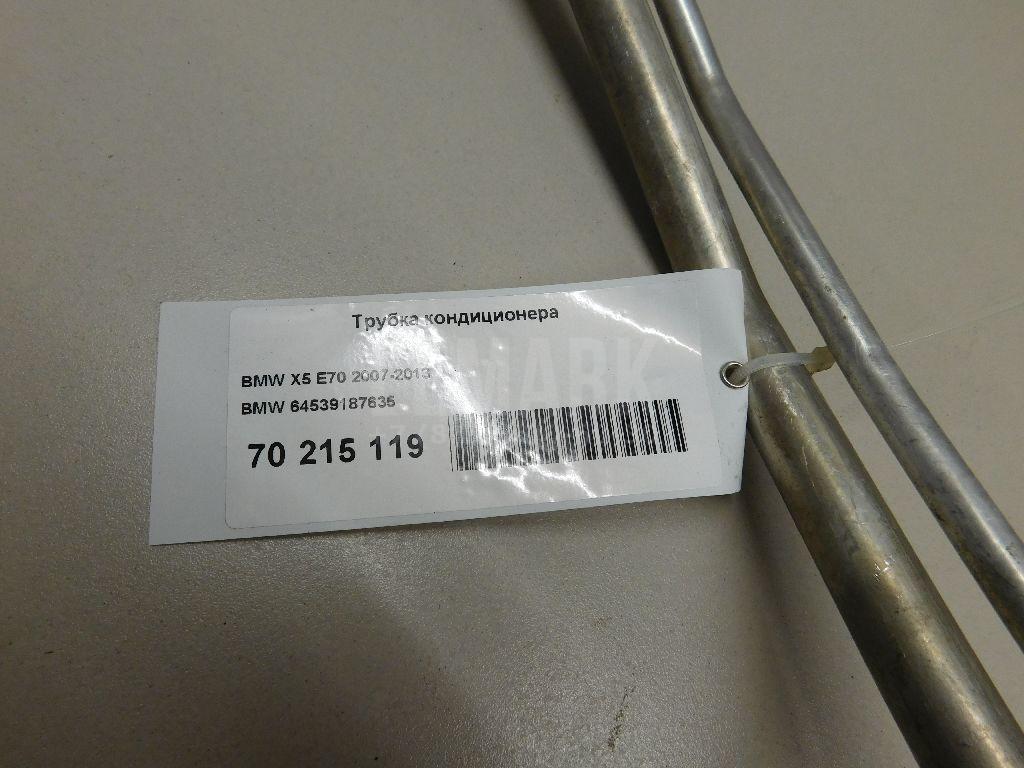 Трубка кондиционера
BMW X5 E70 2007-2013
BMW 64539187635
70 215 119